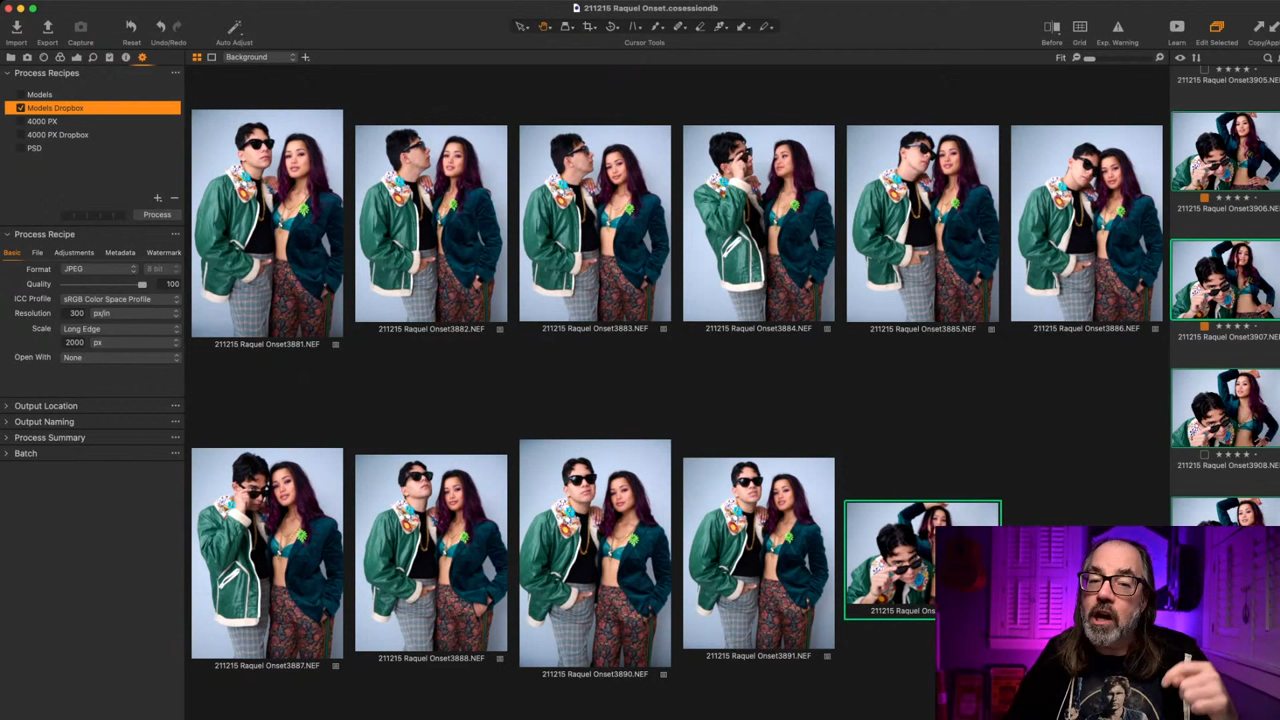 211215 Raquel Onset.cosessiondb
Import
Export
Capture
Reset
Undo/Redo
Auto Adjust
Cursor Tools
Before
Grid
Exp. Warning
Learn
Edit Selected
Copy/App
Background
Fit
Process Recipes
Models
Models Dropbox
4000 PX
4000 PX Dropbox
PSD
Process
Process Recipe
Basic File Adjustments Metadata Watermark
Format JPEG 8 bit
Quality 100
ICC Profile sRGB Color Space Profile
Resolution 300 px/in
Scale Long Edge
2000 px
Open With None
Output Location
Output Naming
Process Summary
Batch
211215 Raquel Onset3881.NEF
211215 Raquel Onset3882.NEF
211215 Raquel Onset3883.NEF
211215 Raquel Onset3884.NEF
211215 Raquel Onset3885.NEF
211215 Raquel Onset3886.NEF
211215 Raquel Onset3887.NEF
211215 Raquel Onset3888.NEF
211215 Raquel Onset3890.NEF
211215 Raquel Onset3891.NEF
211215 Raquel Ons
211215 Raquel Onset3905.NEF
211215 Raquel Onset3906.NEF
211215 Raquel Onset3907.NEF
211215 Raquel Onset3908.NEF